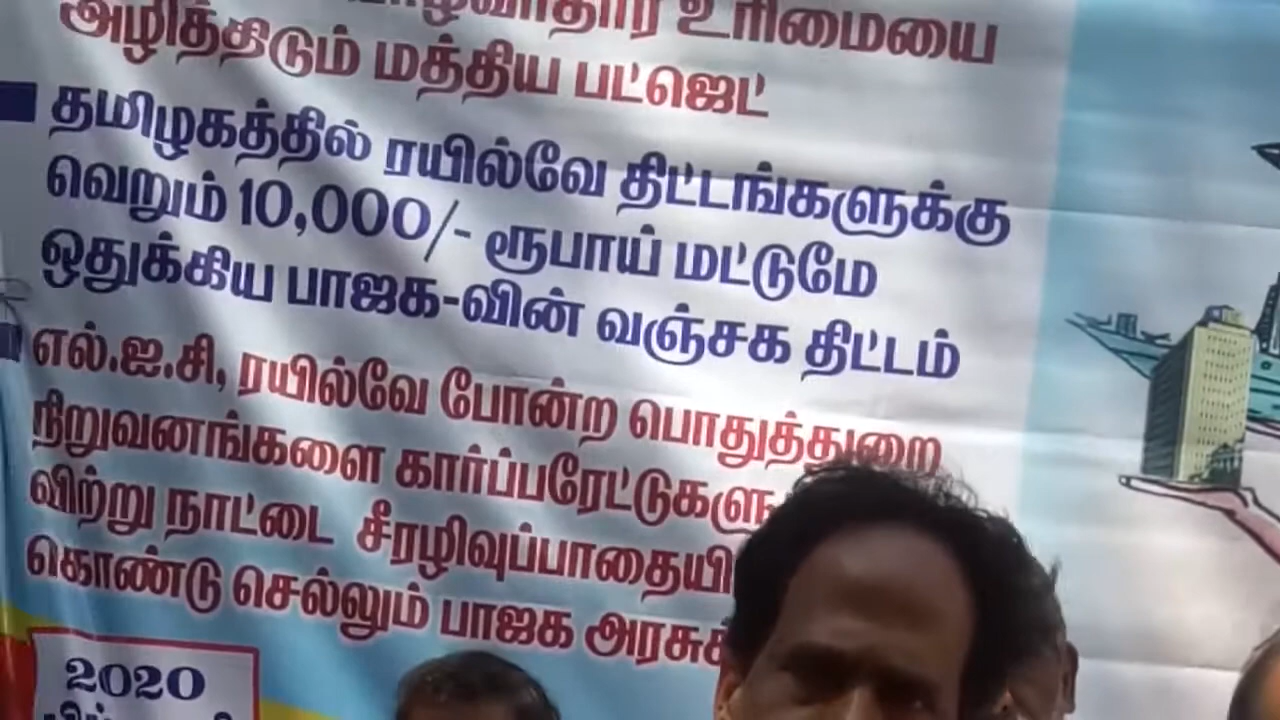 உரிமையை
அழித்திடும் மத்திய பட்ஜெட்
தமிழகத்தில் ரயில்வே திட்டங்களுக்கு
வெறும் 10,000/- ரூபாய் மட்டுமே
ஒதுக்கிய பாஜக-வின் வஞ்சக திட்டம்
எல்.ஐ.சி, ரயில்வே போன்ற பொதுத்துறை
நிறுவனங்களை கார்ப்பரேட்டுகளு
விற்று நாட்டை சீரழிவுப்பாதையி
கொண்டு செல்லும் பாஜக அரசுக
2020